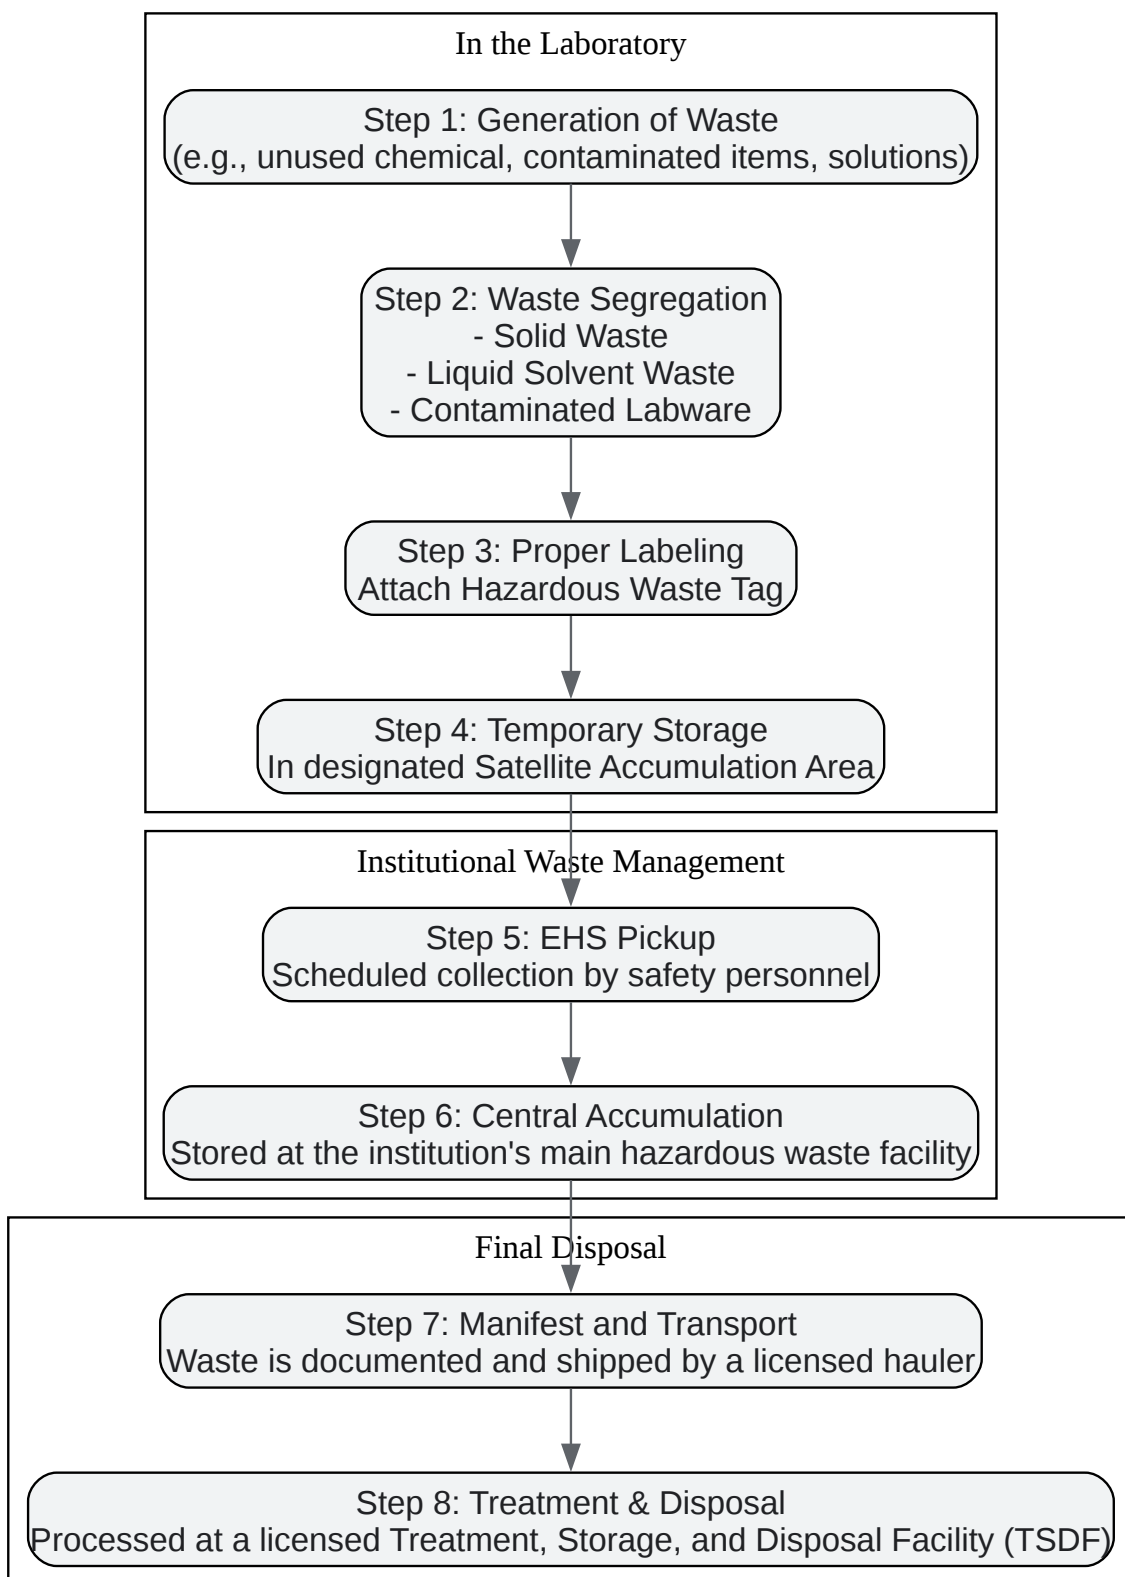 In the Laboratory
Step 1: Generation of Waste
(e.g., unused chemical, contaminated items, solutions)
Step 2: Waste Segregation
- Solid Waste
- Liquid Solvent Waste
- Contaminated Labware
Step 3: Proper Labeling
Attach Hazardous Waste Tag
Step 4: Temporary Storage
In designated Satellite Accumulation Area
Institutional Waste Management
Step 5: EHS Pickup
Scheduled collection by safety personnel
Step 6: Central Accumulation
Stored at the institution's main hazardous waste facility
Final Disposal
Step 7: Manifest and Transport
Waste is documented and shipped by a licensed hauler
Step 8: Treatment & Disposal
Processed at a licensed Treatment, Storage, and Disposal Facility (TSDF)